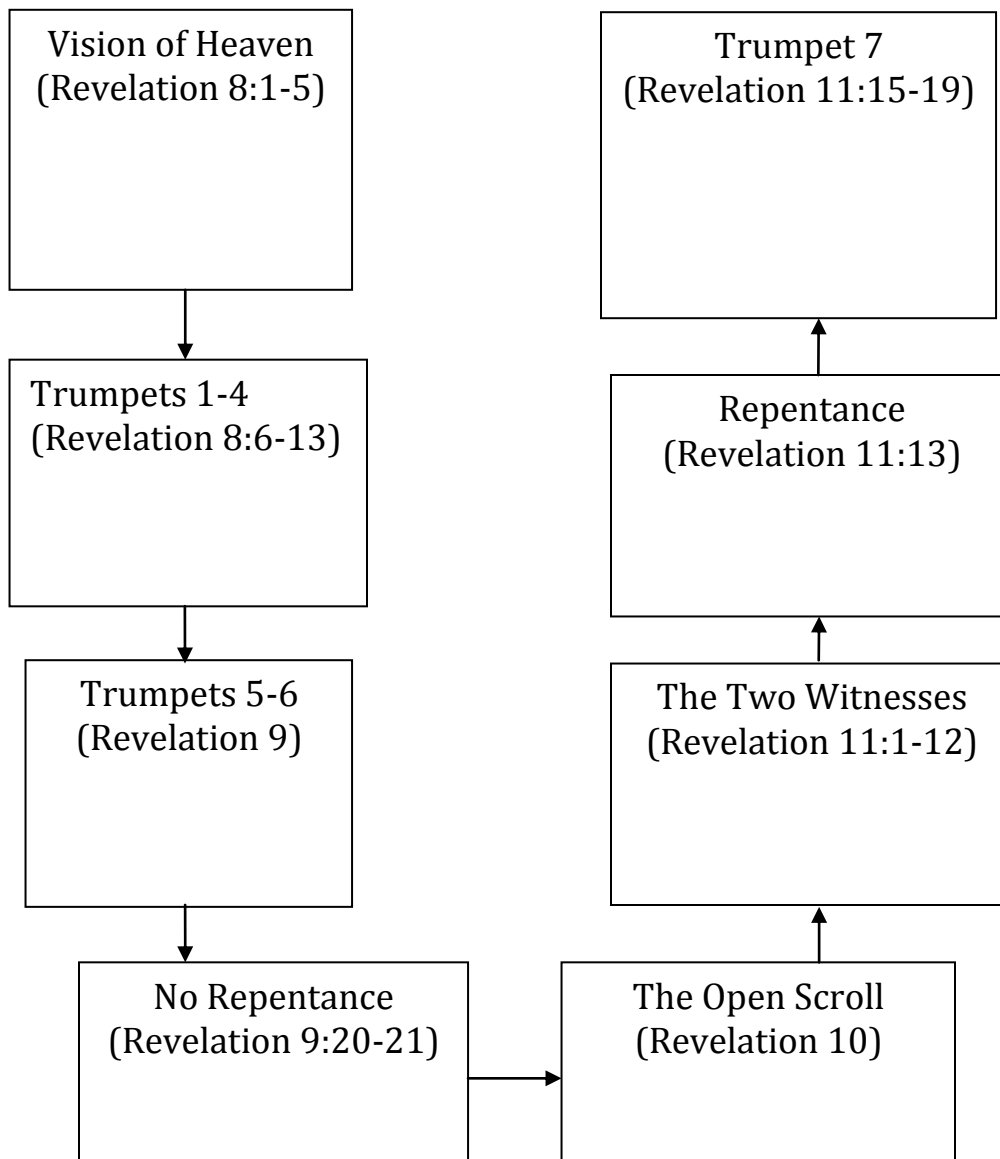 Vision of Heaven
(Revelation 8:1-5)
Trumpets 1-4
(Revelation 8:6-13)
Trumpets 5-6
(Revelation 9)
No Repentance
(Revelation 9:20-21)
The Open Scroll
(Revelation 10)
The Two Witnesses
(Revelation 11:1-12)
Repentance
(Revelation 11:13)
Trumpet 7
(Revelation 11:15-19)